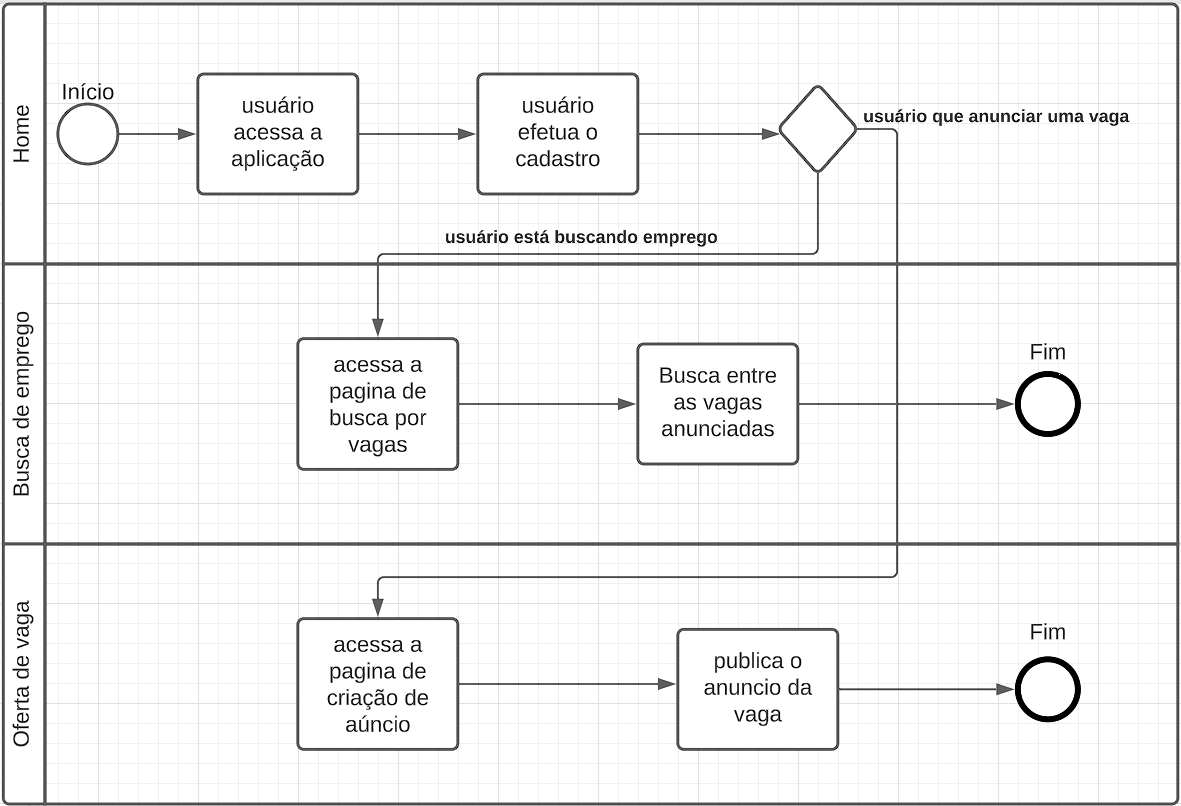 Home
Início
usuário
acessa a
aplicação
usuário
efetua o
cadastro
usuário que anunciar uma vaga
usuário está buscando emprego
Busca de emprego
acessa a
pagina de
busca por
vagas
Busca entre
as vagas
anunciadas
Fim
Oferta de vaga
acessa a
pagina de
criação de
aúncio
publica o
anuncio da
vaga
Fim